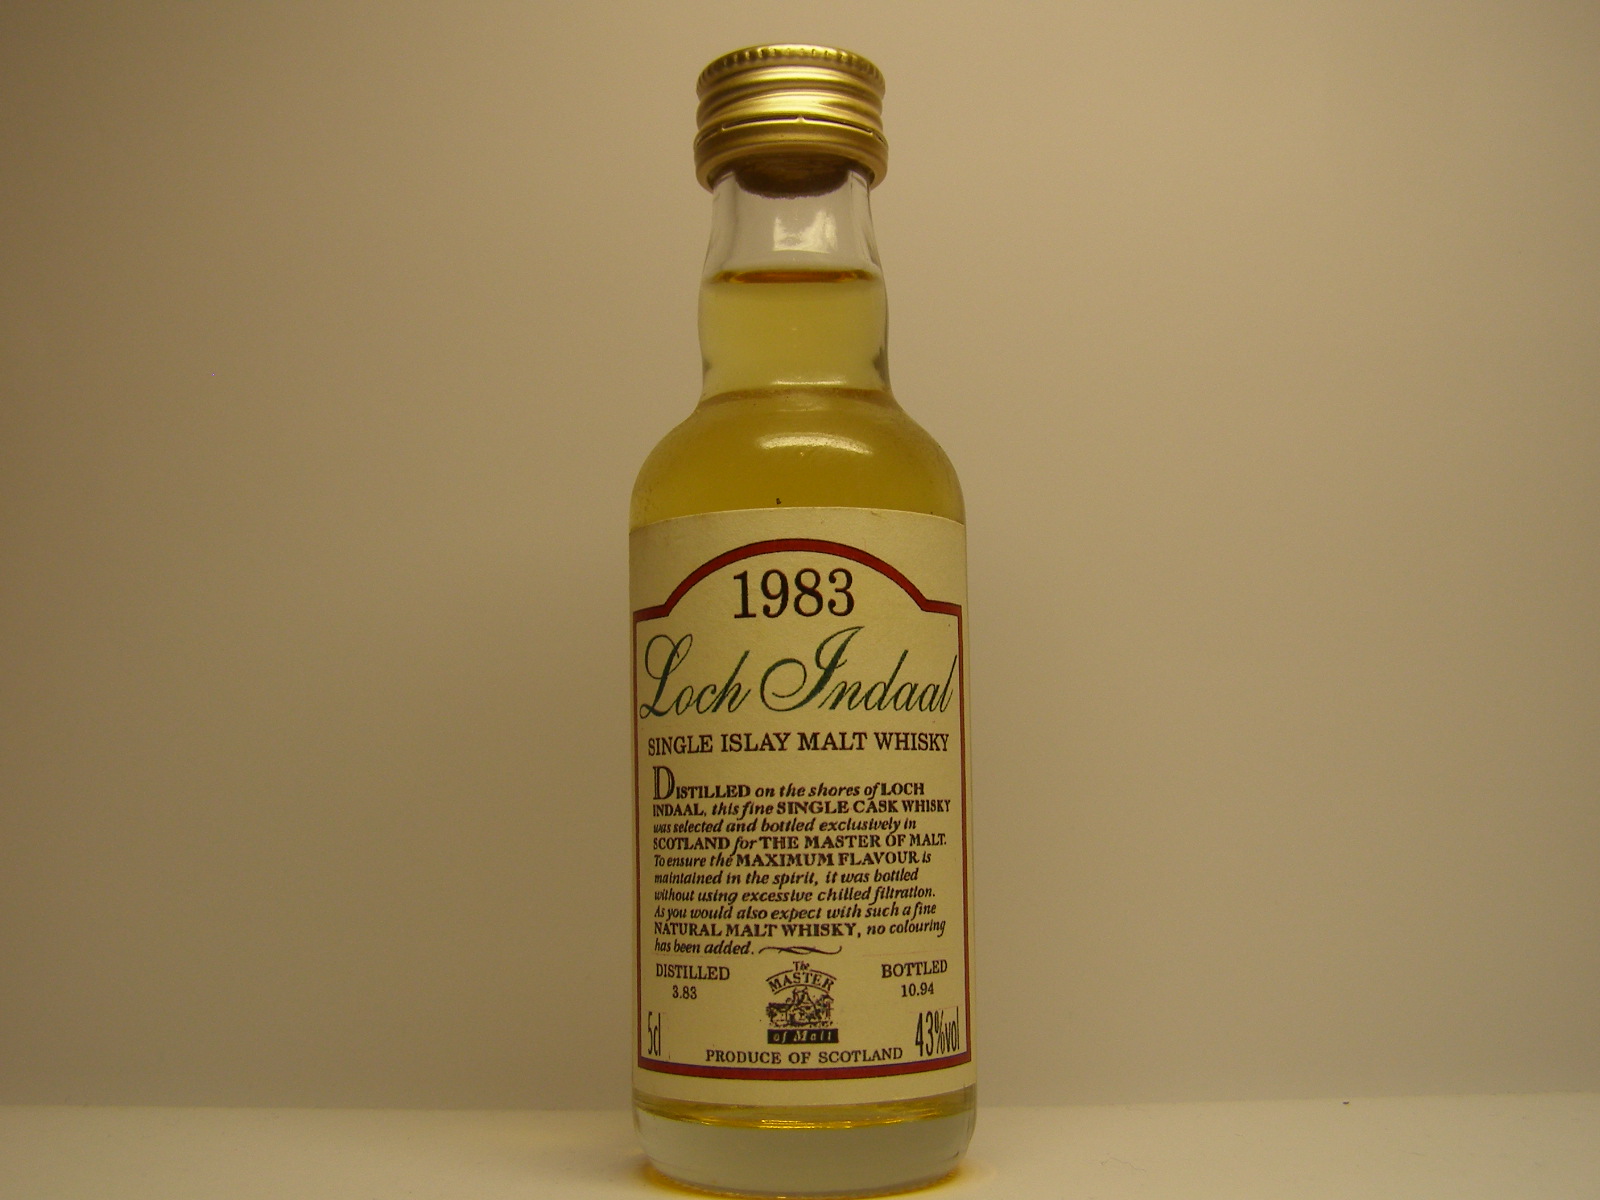 1983
Loch Indaal
SINGLE ISLAY MALT WHISKY
DISTILLED on the shores of LOCH
INDAAL, this fine SINGLE CASK WHISKY
was selected and bottled exclusively in
SCOTLAND for THE MASTER OF MALT.
To ensure the MAXIMUM FLAVOUR is
maintained in the spirit, it was bottled
without using excessive chilled filtration.
As you would also expect with such a fine
NATURAL MALT WHISKY, no colouring
has been added.
DISTILLED
3.83
The
MASTER
of Malt
BOTTLED
10.94
5cl
PRODUCE OF SCOTLAND
43%vol